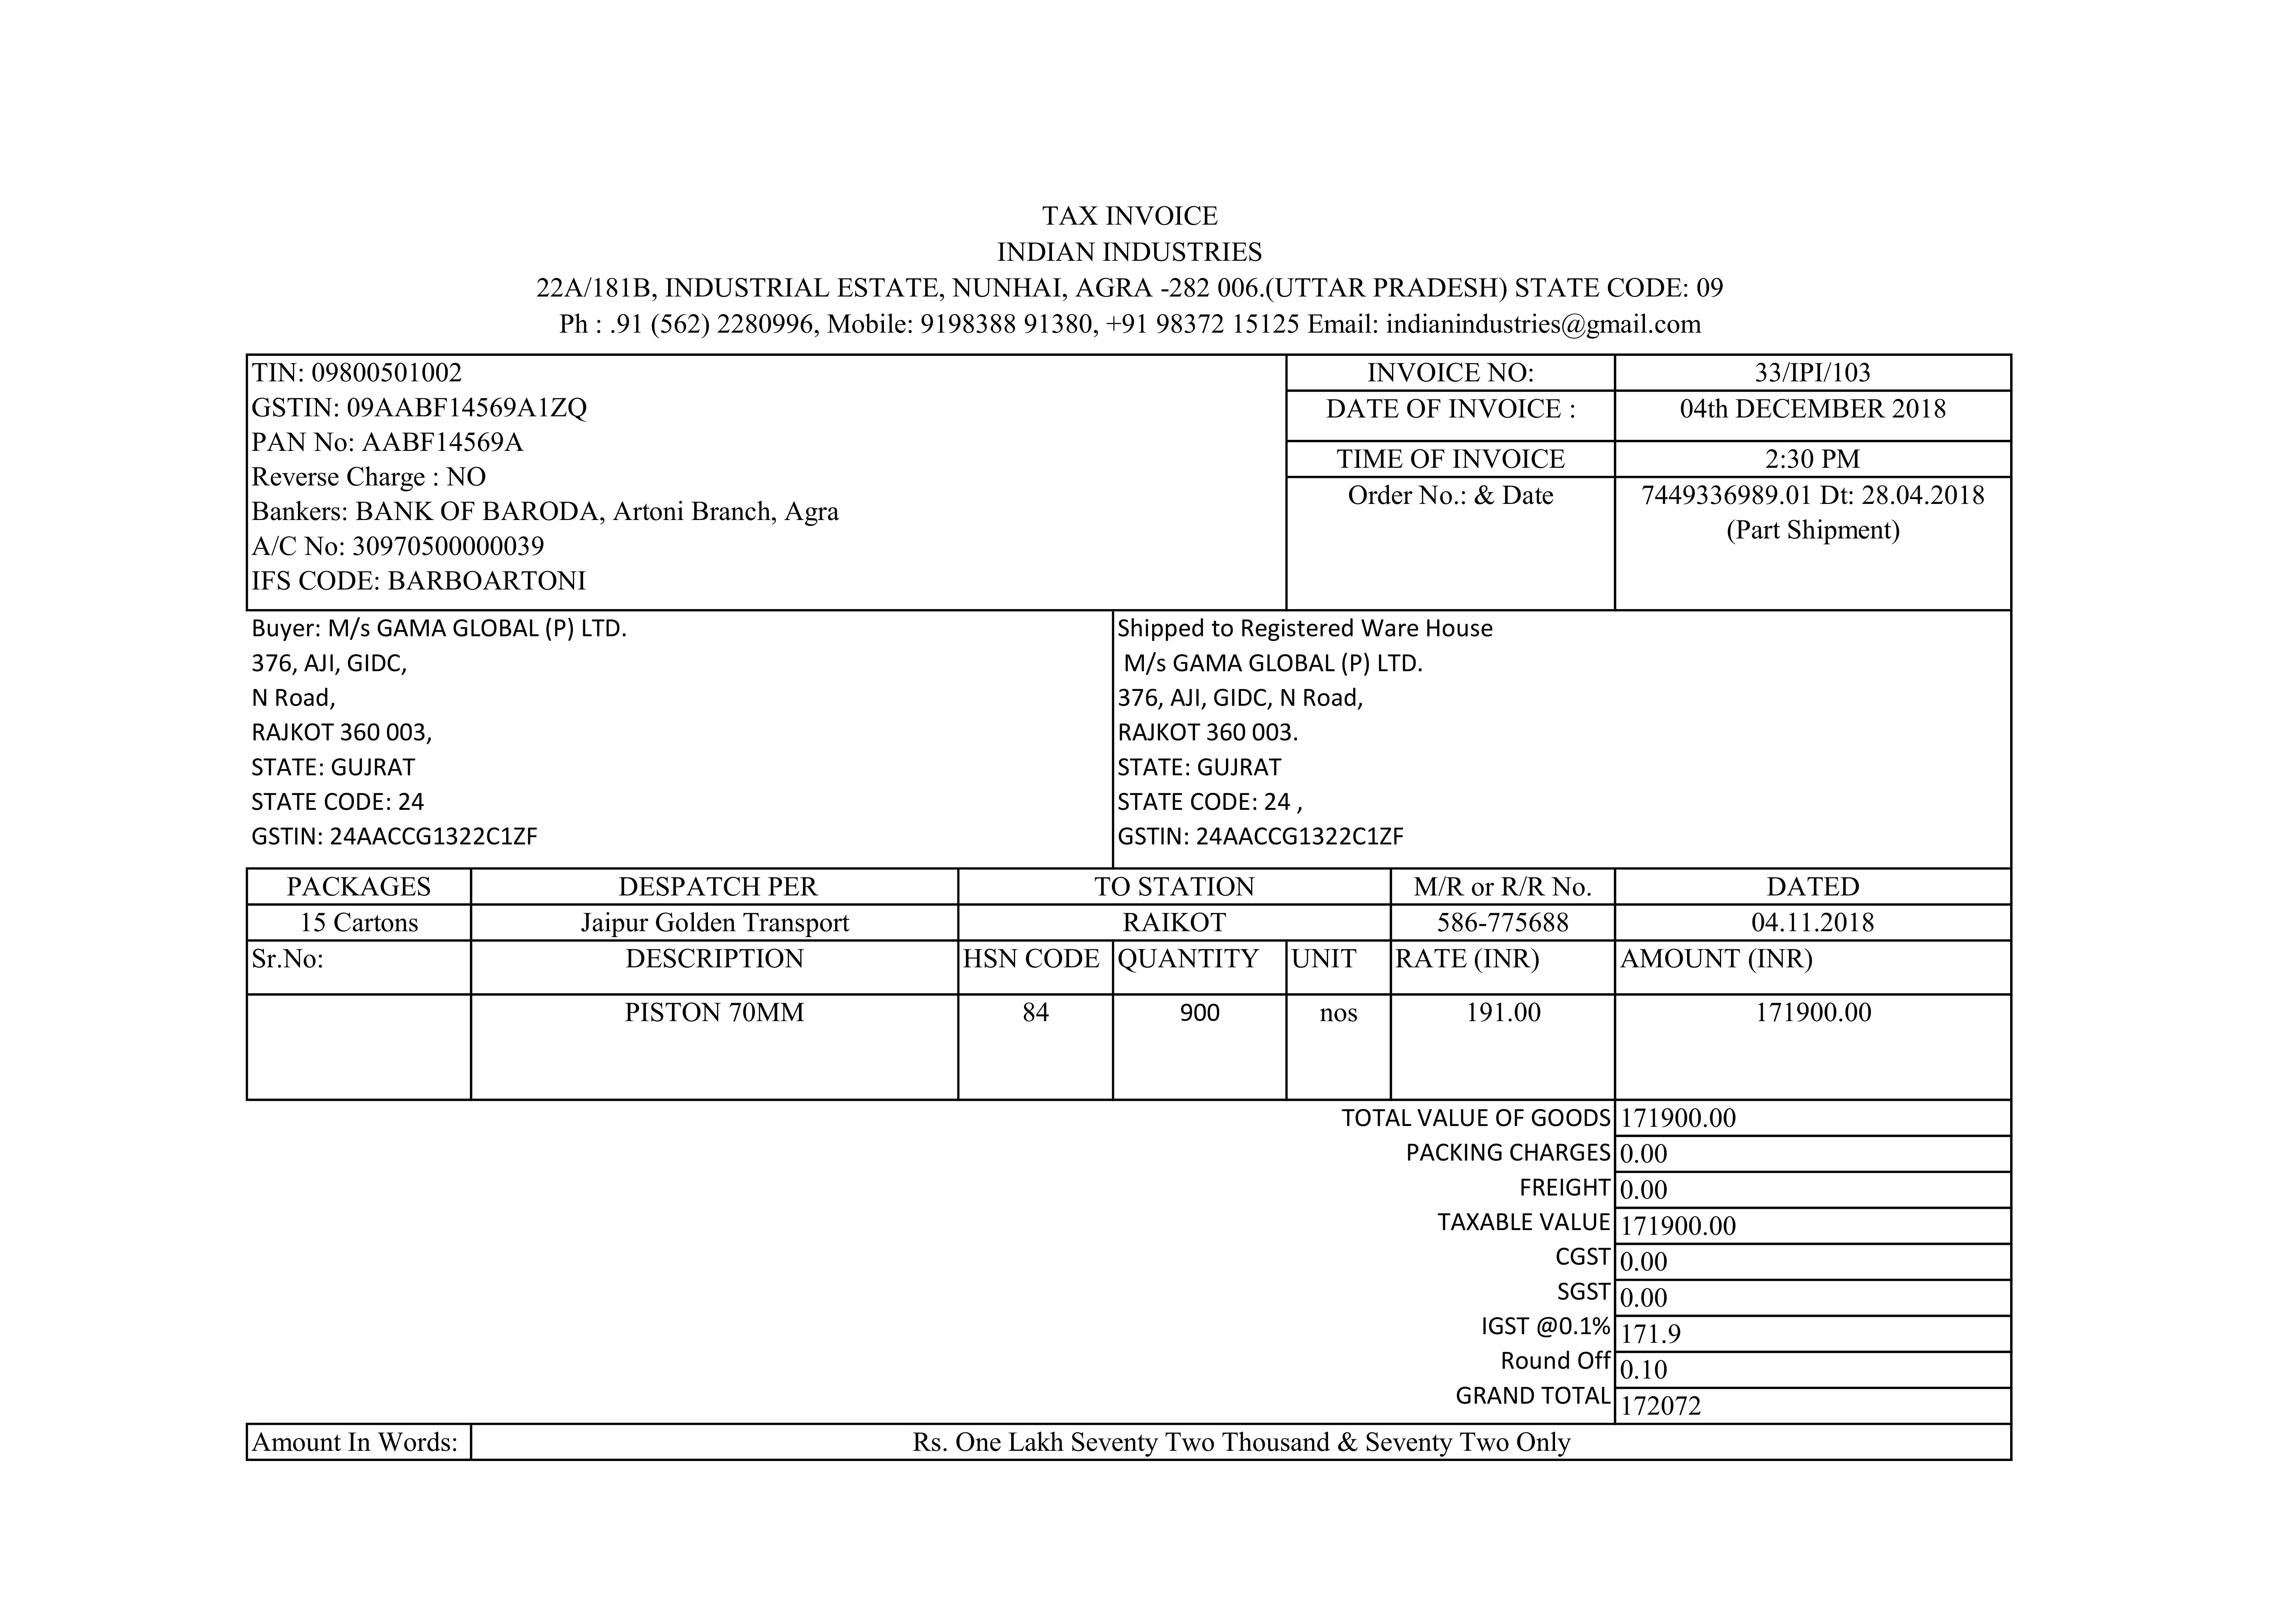 TAX INVOICE
INDIAN INDUSTRIES
22A/181B, INDUSTRIAL ESTATE, NUNHAI, AGRA -282 006.(UTTAR PRADESH) STATE CODE: 09
Ph : .91 (562) 2280996, Mobile: 9198388 91380, +91 98372 15125 Email: indianindustries@gmail.com
TIN: 09800501002
GSTIN: 09AABF14569A1ZQ
PAN No: AABF14569A
Reverse Charge : NO
Bankers: BANK OF BARODA, Artoni Branch, Agra
A/C No: 30970500000039
IFS CODE: BARBOARTONI
INVOICE NO: 33/IPI/103
DATE OF INVOICE : 04th DECEMBER 2018
TIME OF INVOICE 2:30 PM
Order No.: & Date 7449336989.01 Dt: 28.04.2018
(Part Shipment)
Buyer: M/s GAMA GLOBAL (P) LTD.
376, AJI, GIDC,
N Road,
RAJKOT 360 003,
STATE: GUJRAT
STATE CODE: 24
GSTIN: 24AACCG1322C1ZF
Shipped to Registered Ware House
M/s GAMA GLOBAL (P) LTD.
376, AJI, GIDC, N Road,
RAJKOT 360 003.
STATE: GUJRAT
STATE CODE: 24 ,
GSTIN: 24AACCG1322C1ZF
PACKAGES DESPATCH PER TO STATION M/R or R/R No. DATED
15 Cartons Jaipur Golden Transport RAIKOT 586-775688 04.11.2018
Sr.No: DESCRIPTION HSN CODE QUANTITY UNIT RATE (INR) AMOUNT (INR)
PISTON 70MM 84 900 nos 191.00 171900.00
TOTAL VALUE OF GOODS 171900.00
PACKING CHARGES 0.00
FREIGHT 0.00
TAXABLE VALUE 171900.00
CGST 0.00
SGST 0.00
IGST @0.1% 171.9
Round Off 0.10
GRAND TOTAL 172072
Amount In Words: Rs. One Lakh Seventy Two Thousand & Seventy Two Only